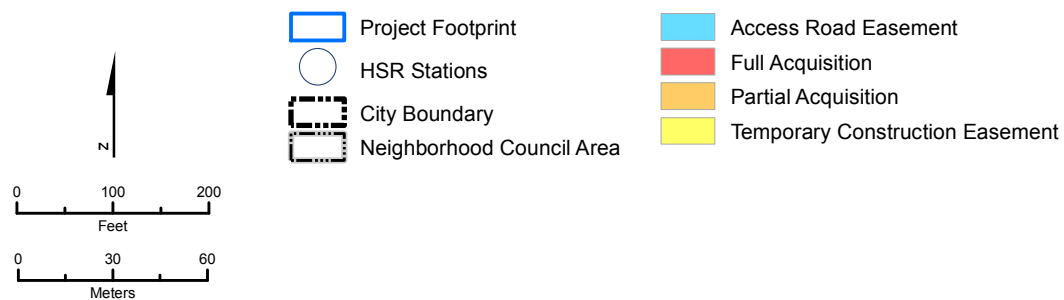 Project Footprint
HSR Stations
City Boundary
Neighborhood Council Area
Access Road Easement
Full Acquisition
Partial Acquisition
Temporary Construction Easement
N
0 100 200
Feet
0 30 60
Meters